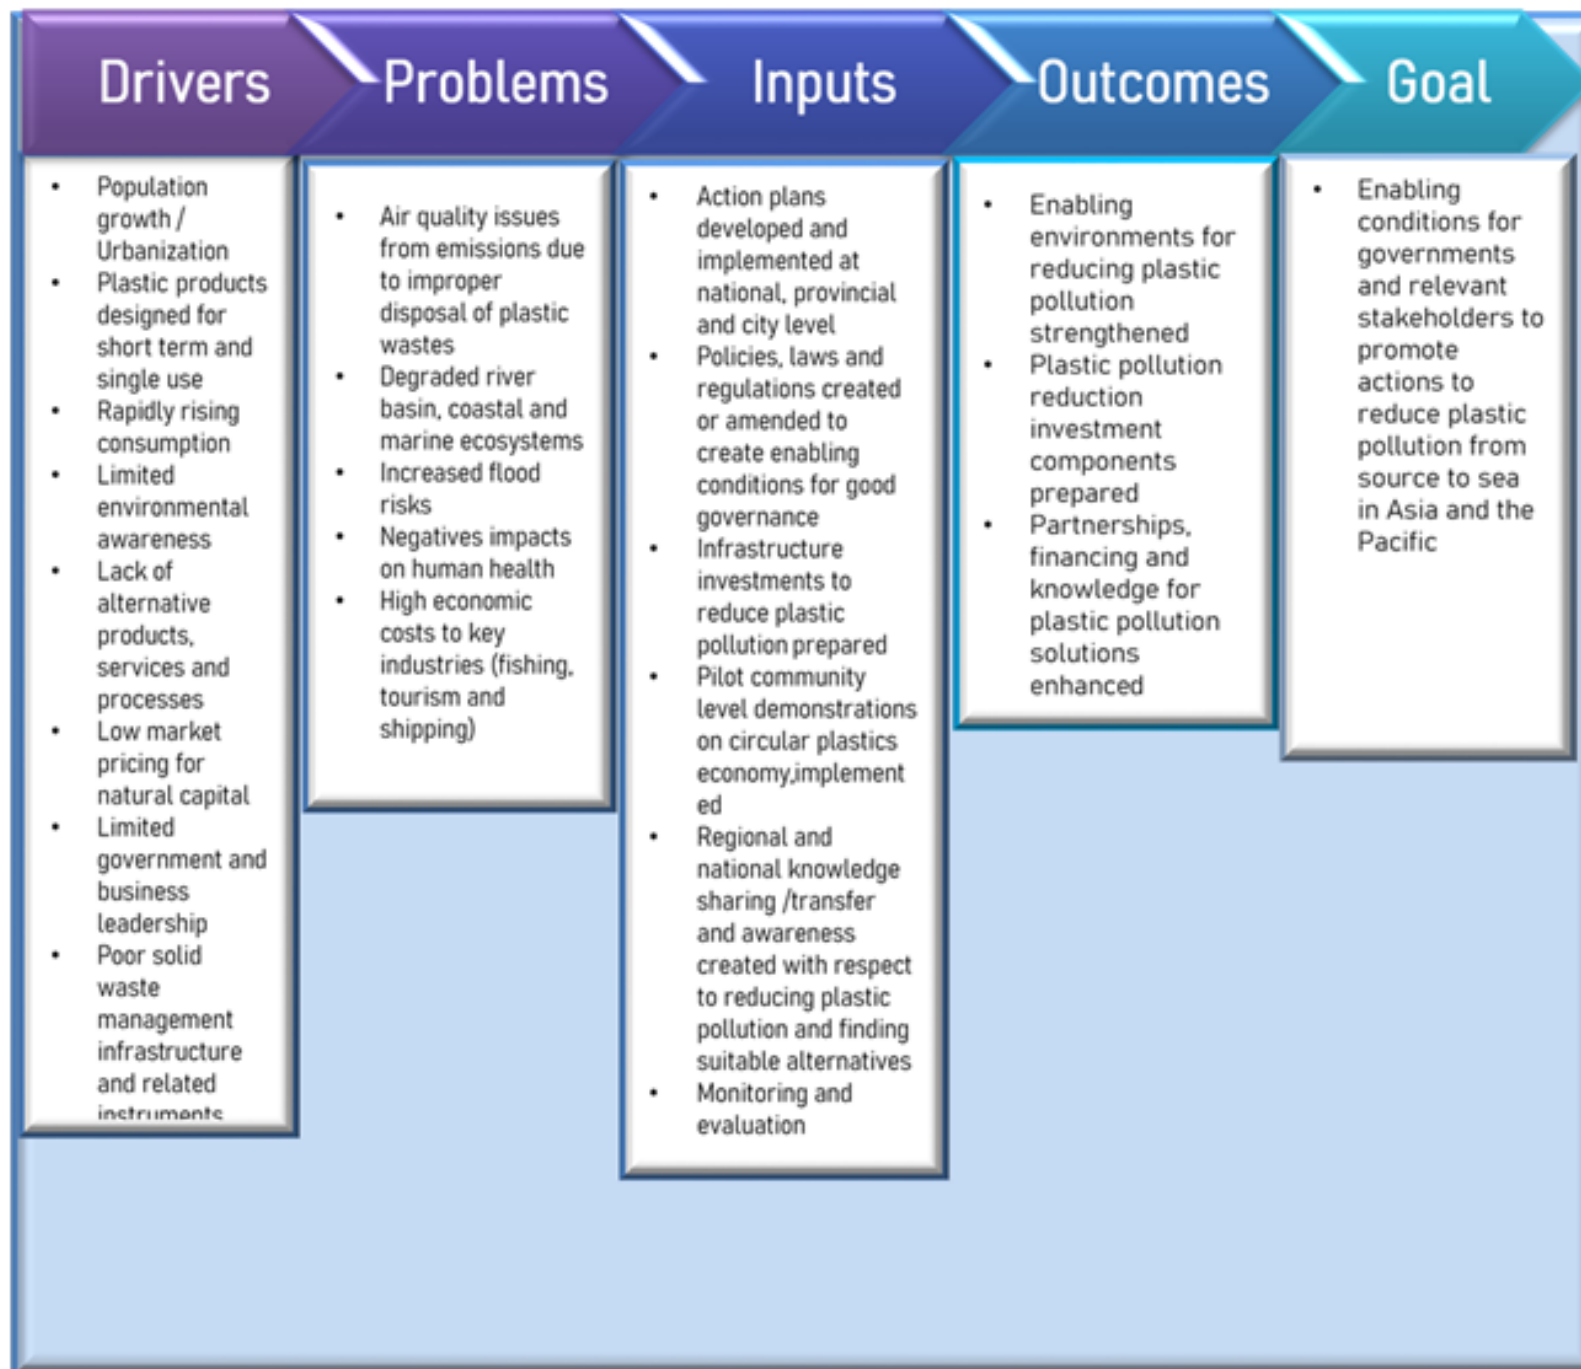 Drivers
Problems
Inputs
Outcomes
Goal
• Population
growth /
Urbanization
• Plastic products
designed for
short term and
single use
• Rapidly rising
consumption
• Limited
environmental
awareness
• Lack of
alternative
products,
services and
processes
• Low market
pricing for
natural capital
• Limited
government and
business
leadership
• Poor solid
waste
management
infrastructure
and related
instruments
• Air quality issues
from emissions due
to improper
disposal of plastic
wastes
• Degraded river
basin, coastal and
marine ecosystems
• Increased flood
risks
• Negatives impacts
on human health
• High economic
costs to key
industries (fishing,
tourism and
shipping)
• Action plans
developed and
implemented at
national, provincial
and city level
• Policies, laws and
regulations created
or amended to
create enabling
conditions for good
governance
• Infrastructure
investments to
reduce plastic
pollution prepared
• Pilot community
level demonstrations
on circular plastics
economy,implement
ed
• Regional and
national knowledge
sharing /transfer
and awareness
created with respect
to reducing plastic
pollution and finding
suitable alternatives
• Monitoring and
evaluation
• Enabling
environments for
reducing plastic
pollution
strengthened
• Plastic pollution
reduction
investment
components
prepared
• Partnerships,
financing and
knowledge for
plastic pollution
solutions
enhanced
• Enabling
conditions for
governments
and relevant
stakeholders to
promote
actions to
reduce plastic
pollution from
source to sea
in Asia and the
Pacific